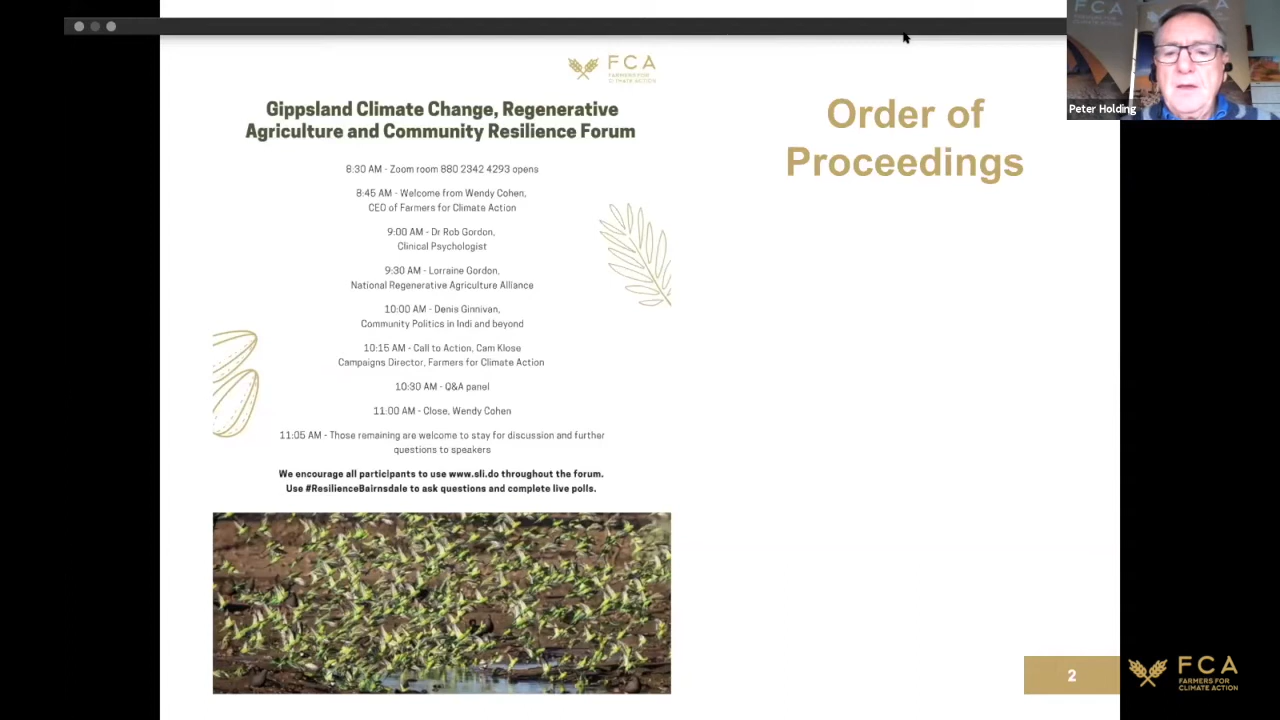 FCA
FARMERS FOR
CLIMATE ACTION
Gippsland Climate Change, Regenerative
Agriculture and Community Resilience Forum
8:30 AM - Zoom room 880 2342 4293 opens
8:45 AM - Welcome from Wendy Cohen,
CEO of Farmers for Climate Action
9:00 AM - Dr Rob Gordon,
Clinical Psychologist
9:30 AM - Lorraine Gordon,
National Regenerative Agriculture Alliance
10:00 AM - Denis Ginnivan,
Community Politics in Indi and beyond
10:15 AM - Call to Action, Cam Klose
Campaigns Director, Farmers for Climate Action
10:30 AM - Q&A panel
11:00 AM - Close, Wendy Cohen
11:05 AM - Those remaining are welcome to stay for discussion and further
questions to speakers
We encourage all participants to use www.sli.do throughout the forum.
Use #ResilienceBairnsdale to ask questions and complete live polls.
Order of
Proceedings
FCA
Peter Holding
2
FCA
FARMERS FOR
CLIMATE ACTION